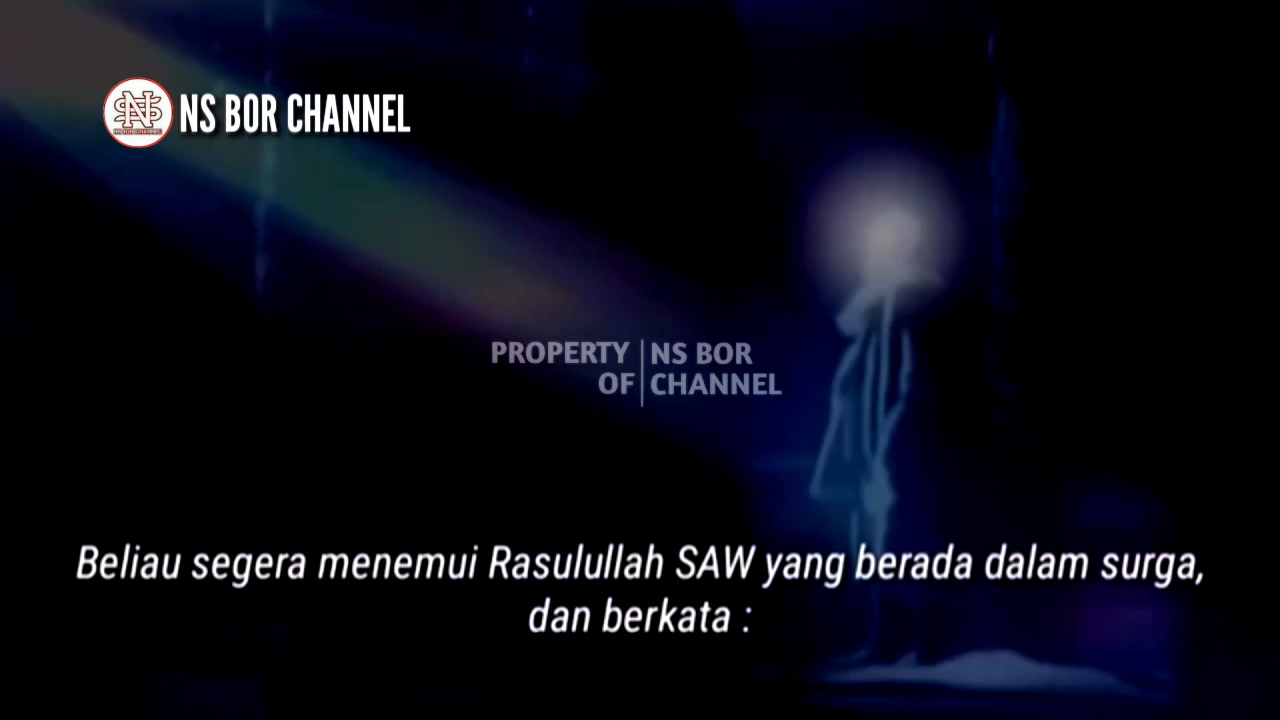 NS BOR CHANNEL
PROPERTY OF | NS BOR CHANNEL
Beliau segera menemui Rasulullah SAW yang berada dalam surga,
dan berkata :